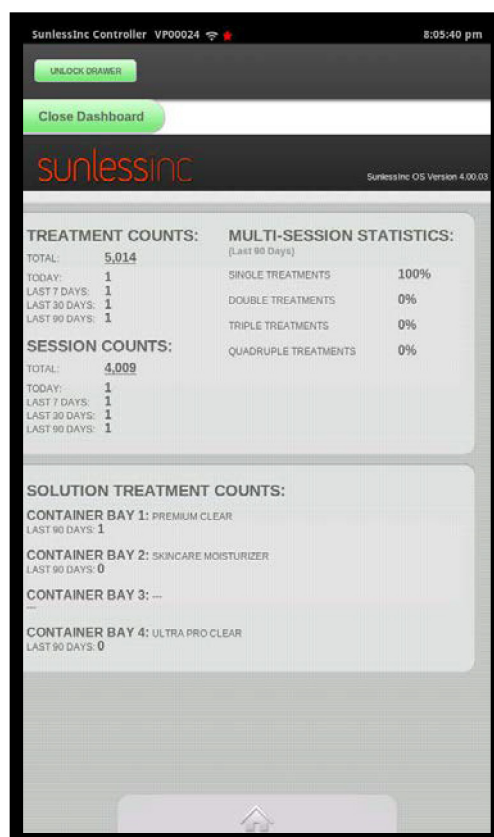 SunlessInc Controller VP00024 8:05:40 pm
UNLOCK DRAWER
Close Dashboard
sunlessinc
SunlessInc OS Version 4.00.03
TREATMENT COUNTS:
TOTAL: 5,014
TODAY: 1
LAST 7 DAYS: 1
LAST 30 DAYS: 1
LAST 90 DAYS: 1
SESSION COUNTS:
TOTAL: 4,009
TODAY: 1
LAST 7 DAYS: 1
LAST 30 DAYS: 1
LAST 90 DAYS: 1
MULTI-SESSION STATISTICS:
(Last 90 Days)
SINGLE TREATMENTS 100%
DOUBLE TREATMENTS 0%
TRIPLE TREATMENTS 0%
QUADRUPLE TREATMENTS 0%
SOLUTION TREATMENT COUNTS:
CONTAINER BAY 1: PREMIUM CLEAR
LAST 90 DAYS: 1
CONTAINER BAY 2: SKINCARE MOISTURIZER
LAST 90 DAYS: 0
CONTAINER BAY 3: ---
---
CONTAINER BAY 4: ULTRA PRO CLEAR
LAST 90 DAYS: 0